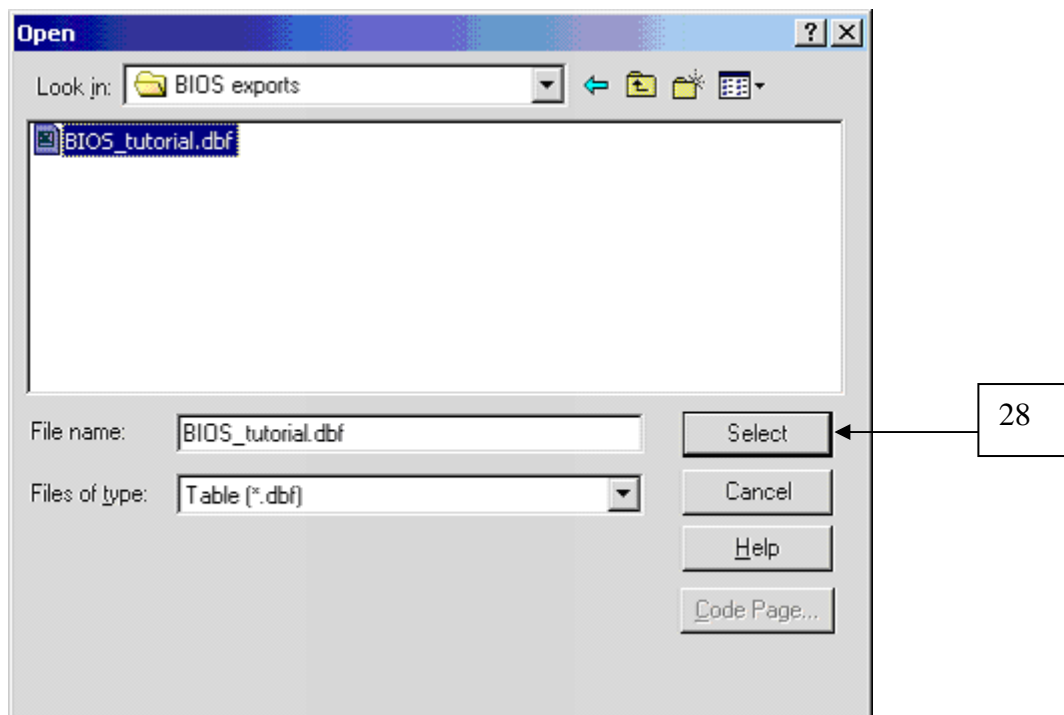 Open
Look in: BIOS exports
BIOS_tutorial.dbf
File name: BIOS_tutorial.dbf Select
Files of type: Table (*.dbf) Cancel
Help
Code Page...
28